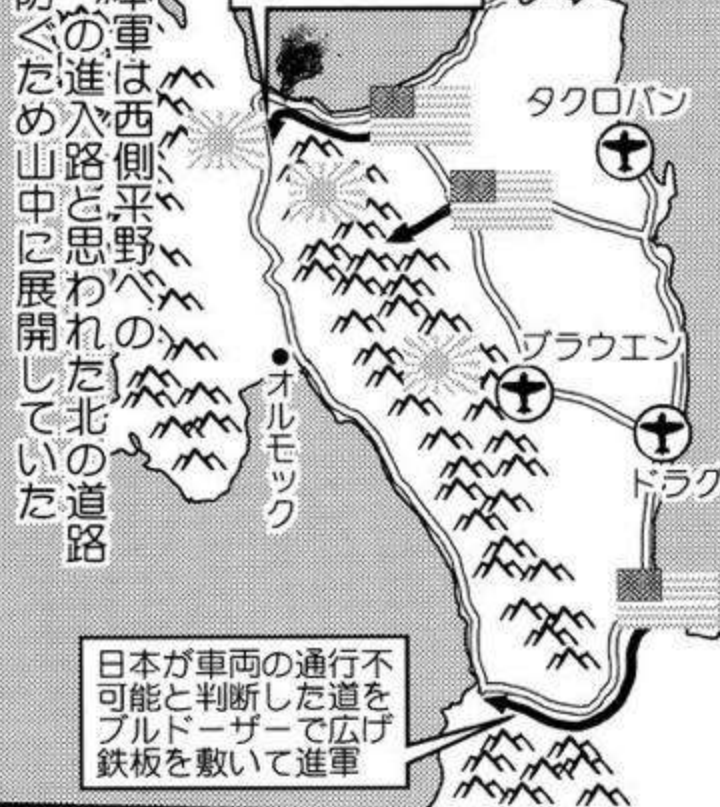 軍は西側平野への
の進入路と思われた北の道路
防ぐため山中に展開していた
タクロバン
ブラウエン
ドラグ
オルモック
日本が車両の通行不
可能と判断した道を
ブルドーザーで広げ
鉄板を敷いて進軍